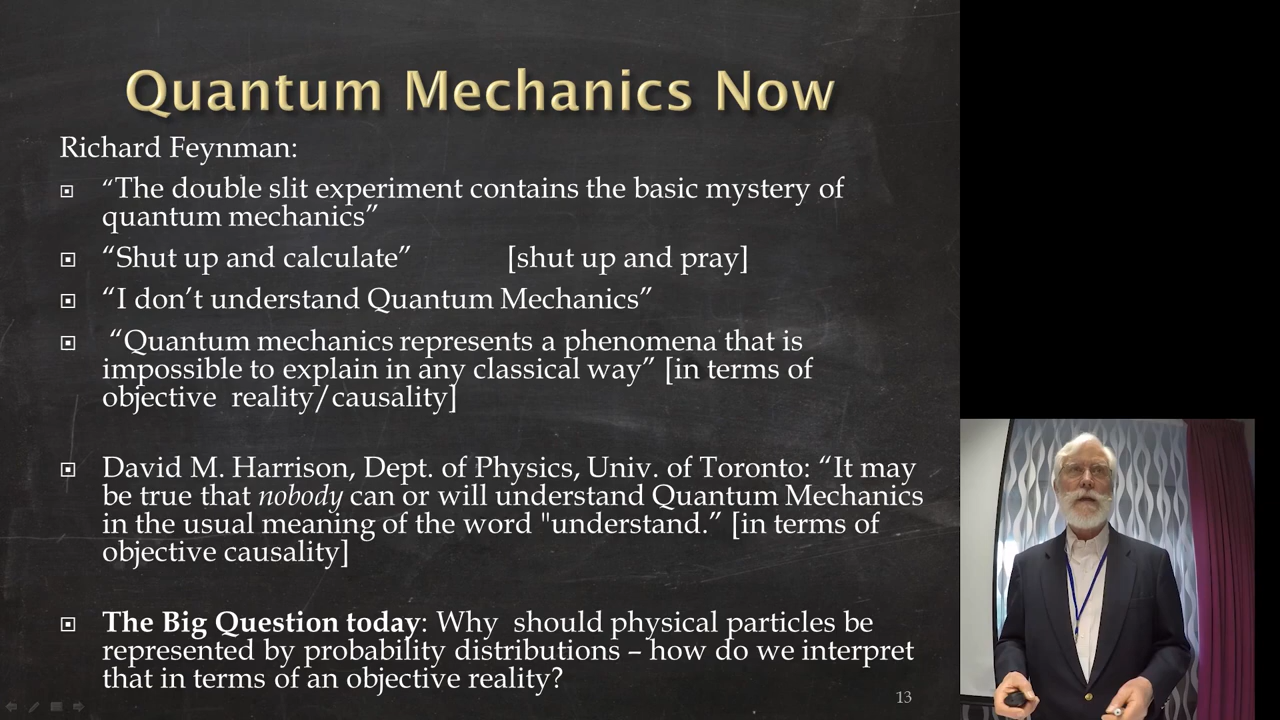 Quantum Mechanics Now
Richard Feynman:
“The double slit experiment contains the basic mystery of
quantum mechanics”
“Shut up and calculate” [shut up and pray]
“I don’t understand Quantum Mechanics”
“Quantum mechanics represents a phenomena that is
impossible to explain in any classical way” [in terms of
objective reality/causality]
David M. Harrison, Dept. of Physics, Univ. of Toronto: “It may
be true that nobody can or will understand Quantum Mechanics
in the usual meaning of the word "understand.” [in terms of
objective causality]
The Big Question today: Why should physical particles be
represented by probability distributions – how do we interpret
that in terms of an objective reality?
13